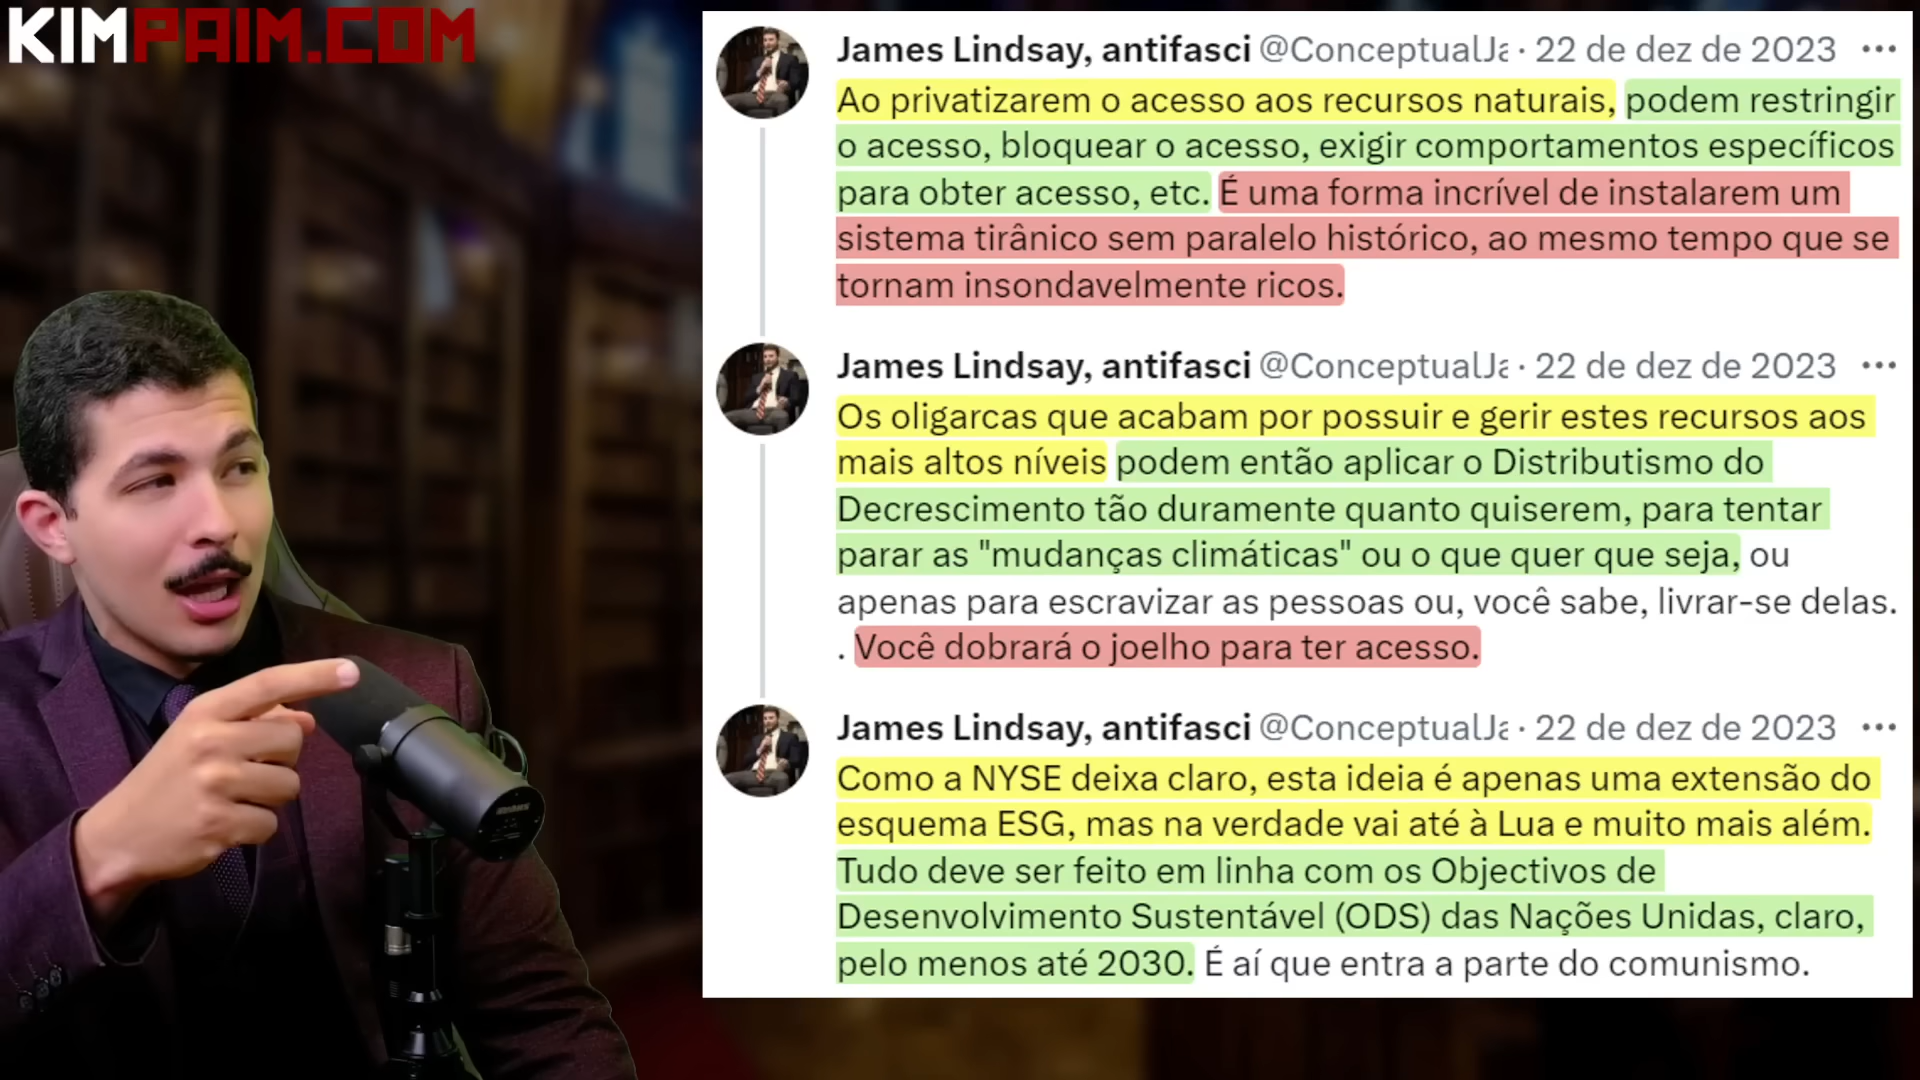 KIMPAIM.COM
James Lindsay, antifasci @ConceptualJa · 22 de dez de 2023 ···
Ao privatizarem o acesso aos recursos naturais, podem restringir
o acesso, bloquear o acesso, exigir comportamentos específicos
para obter acesso, etc. É uma forma incrível de instalarem um
sistema tirânico sem paralelo histórico, ao mesmo tempo que se
tornam insondavelmente ricos.
James Lindsay, antifasci @ConceptualJa · 22 de dez de 2023 ···
Os oligarcas que acabam por possuir e gerir estes recursos aos
mais altos níveis podem então aplicar o Distributismo do
Decrescimento tão duramente quanto quiserem, para tentar
parar as "mudanças climáticas" ou o que quer que seja, ou
apenas para escravizar as pessoas ou, você sabe, livrar-se delas.
. Você dobrará o joelho para ter acesso.
James Lindsay, antifasci @ConceptualJa · 22 de dez de 2023 ···
Como a NYSE deixa claro, esta ideia é apenas uma extensão do
esquema ESG, mas na verdade vai até à Lua e muito mais além.
Tudo deve ser feito em linha com os Objectivos de
Desenvolvimento Sustentável (ODS) das Nações Unidas, claro,
pelo menos até 2030. É aí que entra a parte do comunismo.